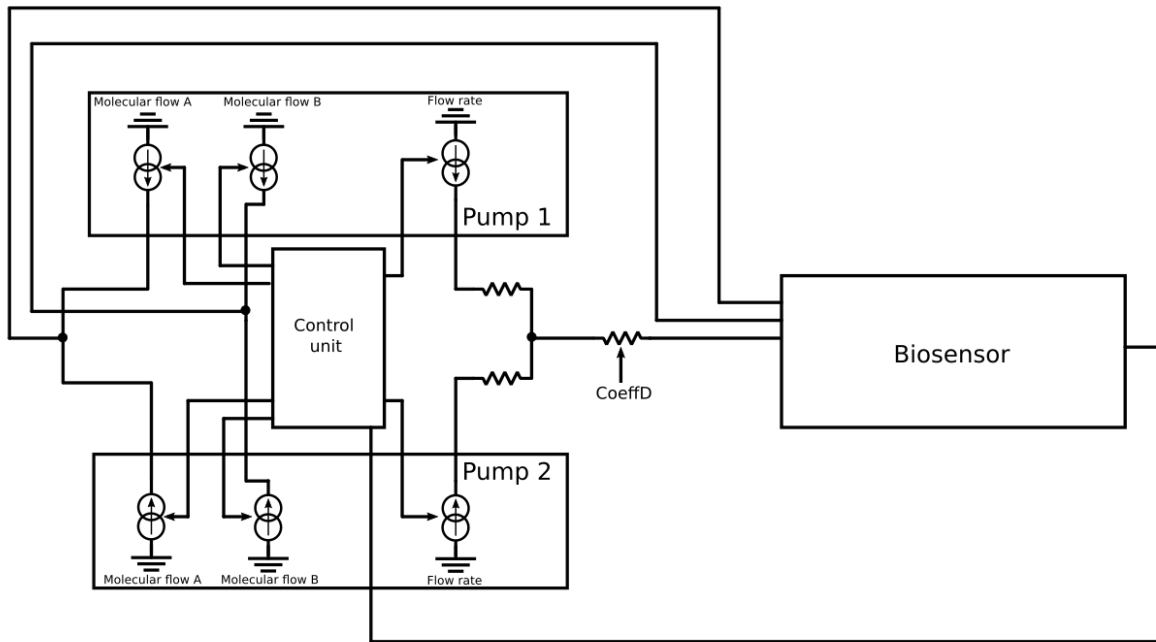 Molecular flow A
Molecular flow B
Flow rate
Pump 1
Control
unit
Biosensor
CoeffD
Pump 2
Molecular flow A
Molecular flow B
Flow rate